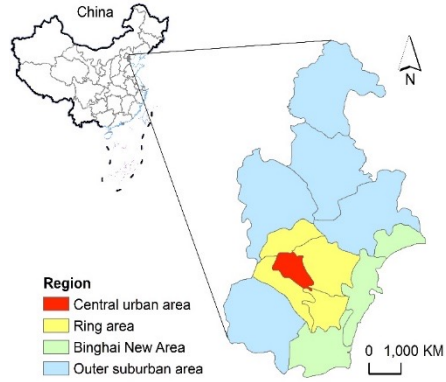 China
N
Region
Central urban area
Ring area
Binghai New Area
Outer suburban area
0 1,000 KM